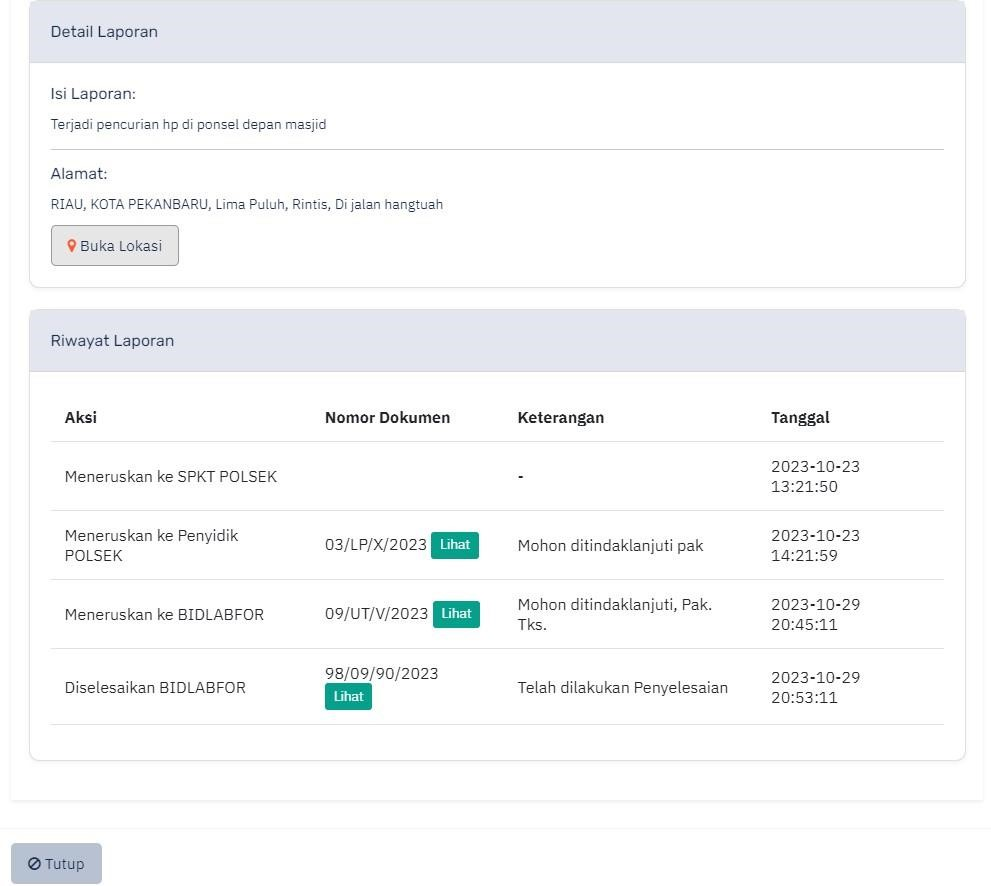 Detail Laporan
Isi Laporan:
Terjadi pencurian hp di ponsel depan masjid
Alamat:
RIAU, KOTA PEKANBARU, Lima Puluh, Rintis, Di jalan hangtuah
Buka Lokasi
Riwayat Laporan
Aksi Nomor Dokumen Keterangan Tanggal
Meneruskan ke SPKT POLSEK - 2023-10-23
13:21:50
Meneruskan ke Penyidik
POLSEK
03/LP/X/2023 Lihat
Mohon ditindaklanjuti pak
2023-10-23
14:21:59
Meneruskan ke BIDLABFOR
09/UT/V/2023 Lihat
Mohon ditindaklanjuti, Pak.
Tks.
2023-10-29
20:45:11
Diselesaikan BIDLABFOR
98/09/90/2023
Lihat
Telah dilakukan Penyelesaian
2023-10-29
20:53:11
Tutup